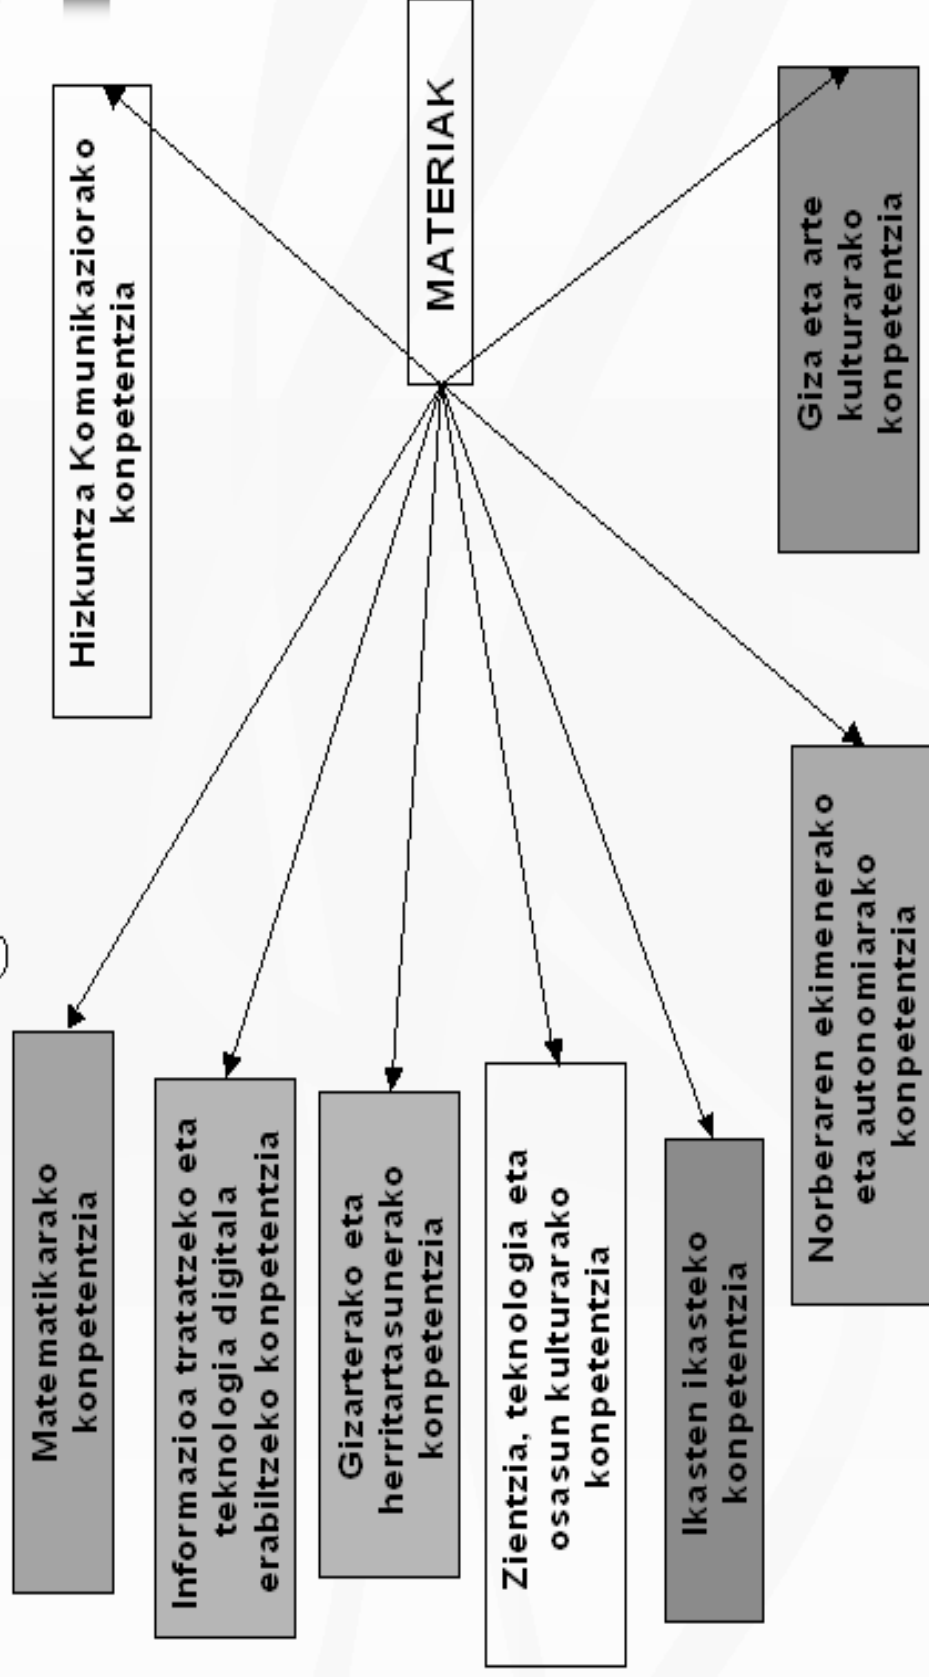 MATERIAK
Hizkuntza Komunikaziorako
konpetentzia
Matematikarako
konpetentzia
Informazioa tratatzeko eta
teknologia digitala
erabiltzeko konpetentzia
Gizarterako eta
herritartasunerako
konpetentzia
Zientzia, teknologia eta
osasun kulturarako
konpetentzia
Ikasten ikasteko
konpetentzia
Norberaren ekimenerako
eta autonomiarako
konpetentzia
Giza eta arte
kulturarako
konpetentzia